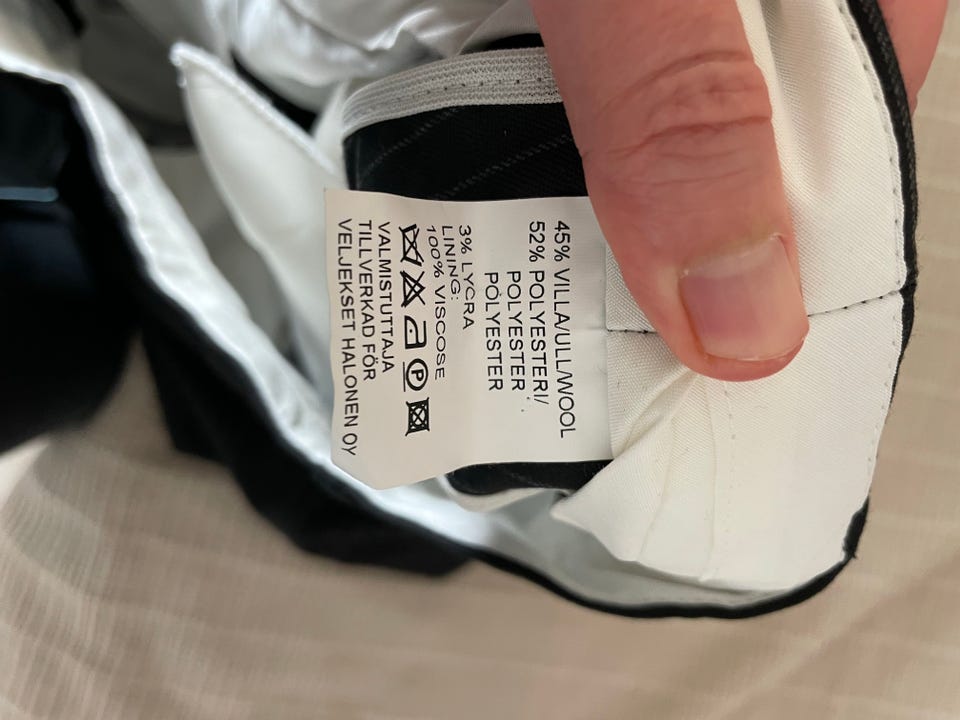 45% VILLA/ULL/WOOL
52% POLYESTERI/
POLYESTER
POLYESTER
3% LYCRA
LINING:
100% VISCOSE
P
VALMISTUTTAJA
TILLVERKAD FÖR
VELJEKSET HALONEN OY